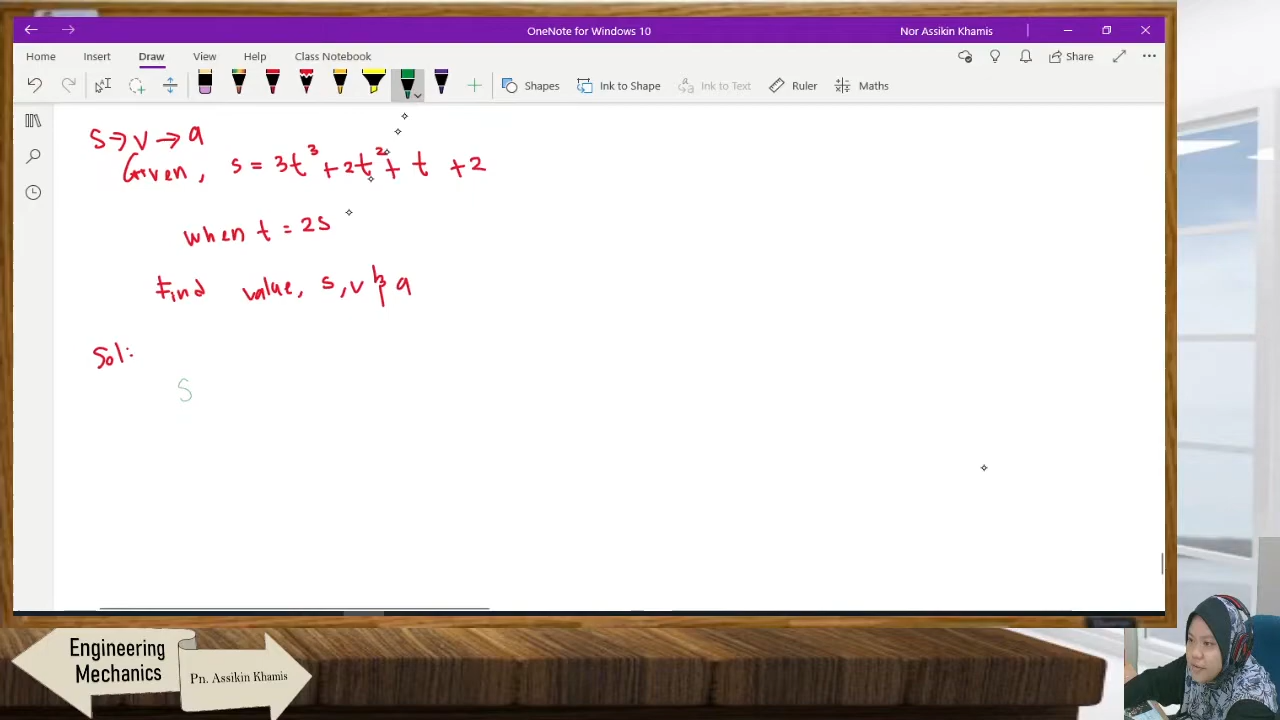 OneNote for Windows 10
Nor Assikin Khamis
Home Insert Draw View Help Class Notebook
Share
Shapes Ink to Shape Ink to Text Ruler Maths
s → v → a
Given, s = 3t³ + 2t² + t + 2
when t = 2s
find value, s, v & a
Sol:
S
Engineering
Mechanics
Pn. Assikin Khamis